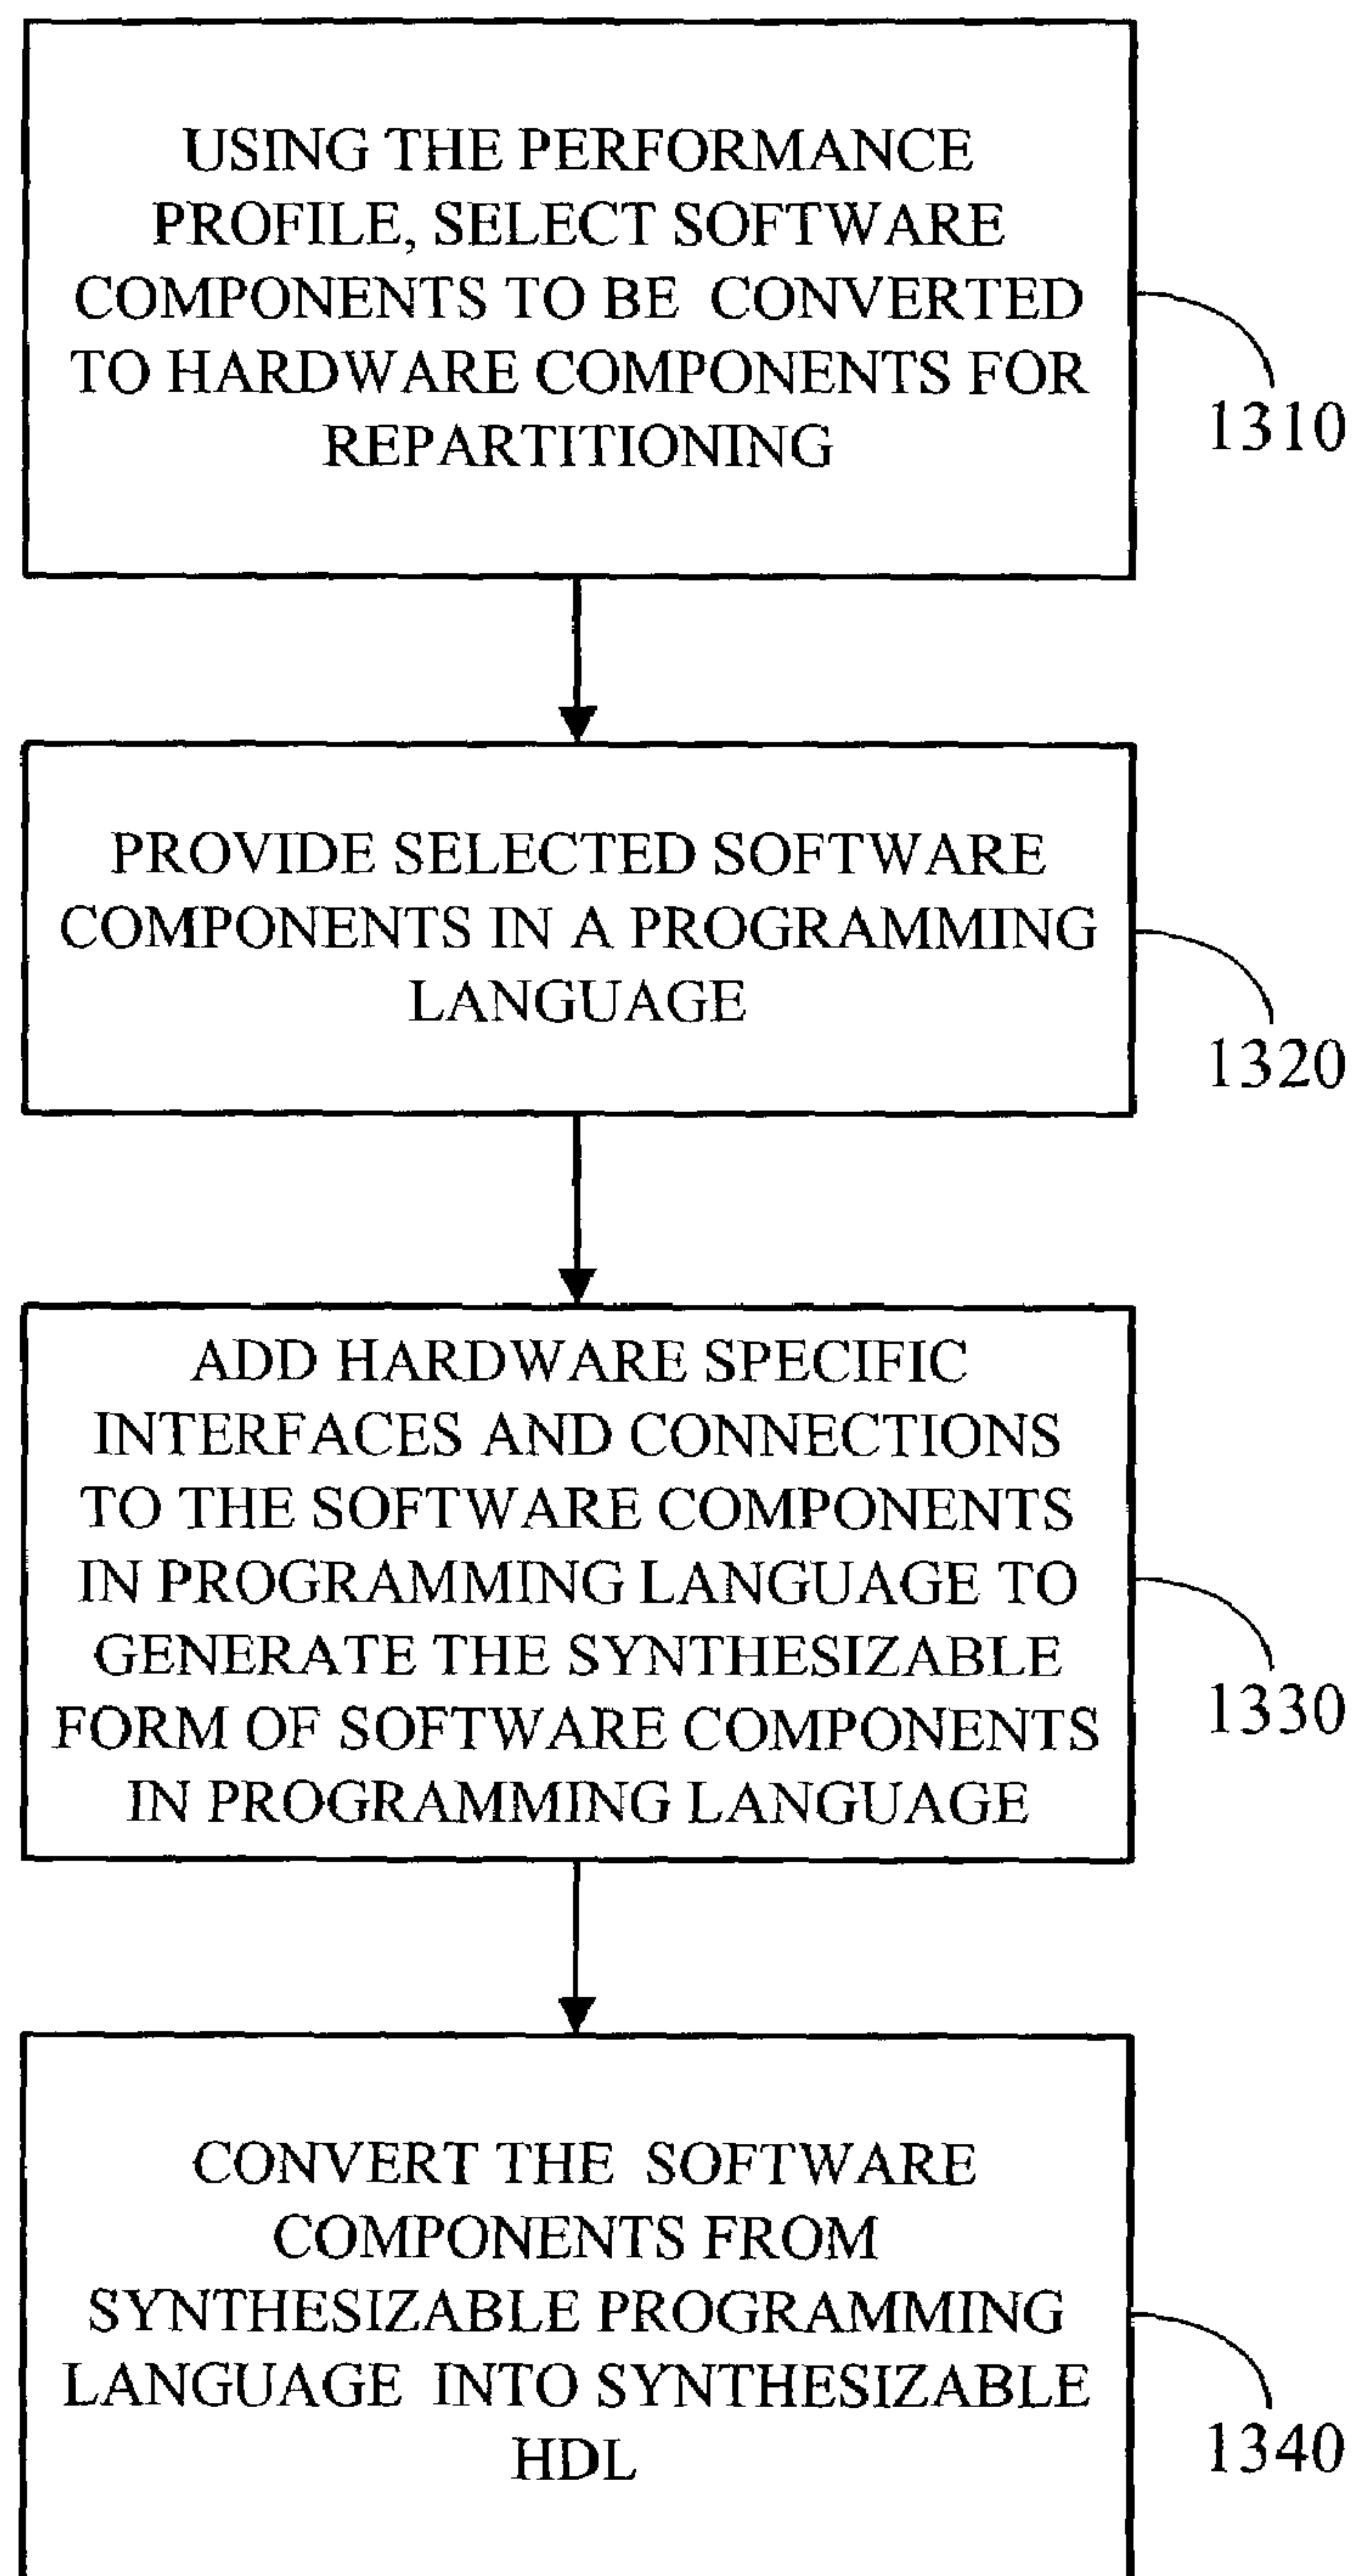 USING THE PERFORMANCE
PROFILE, SELECT SOFTWARE
COMPONENTS TO BE CONVERTED
TO HARDWARE COMPONENTS FOR
REPARTITIONING
1310
PROVIDE SELECTED SOFTWARE
COMPONENTS IN A PROGRAMMING
LANGUAGE
1320
ADD HARDWARE SPECIFIC
INTERFACES AND CONNECTIONS
TO THE SOFTWARE COMPONENTS
IN PROGRAMMING LANGUAGE TO
GENERATE THE SYNTHESIZABLE
FORM OF SOFTWARE COMPONENTS
IN PROGRAMMING LANGUAGE
1330
CONVERT THE SOFTWARE
COMPONENTS FROM
SYNTHESIZABLE PROGRAMMING
LANGUAGE INTO SYNTHESIZABLE
HDL
1340